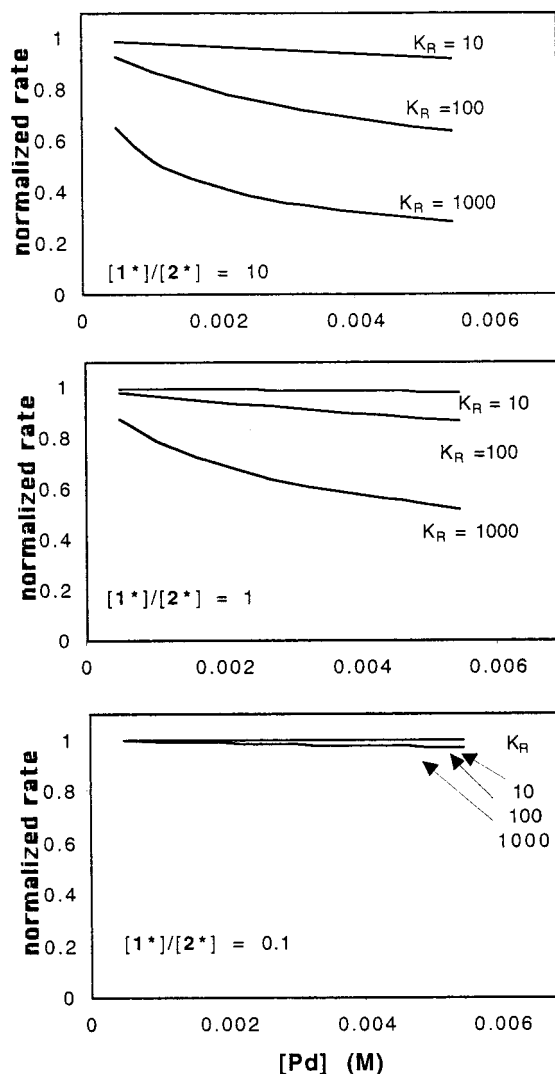 normalized rate
1
0.8
0.6
0.4
0.2
0
K_R = 10
K_R = 100
K_R = 1000
[1*]/[2*] = 10
0 0.002 0.004 0.006
normalized rate
1
0.8
0.6
0.4
0.2
0
K_R = 10
K_R =100
K_R = 1000
[1*]/[2*] = 1
0 0.002 0.004 0.006
normalized rate
1
0.8
0.6
0.4
0.2
0
K_R
10
100
1000
[1*]/[2*] = 0.1
0 0.002 0.004 0.006
[Pd] (M)